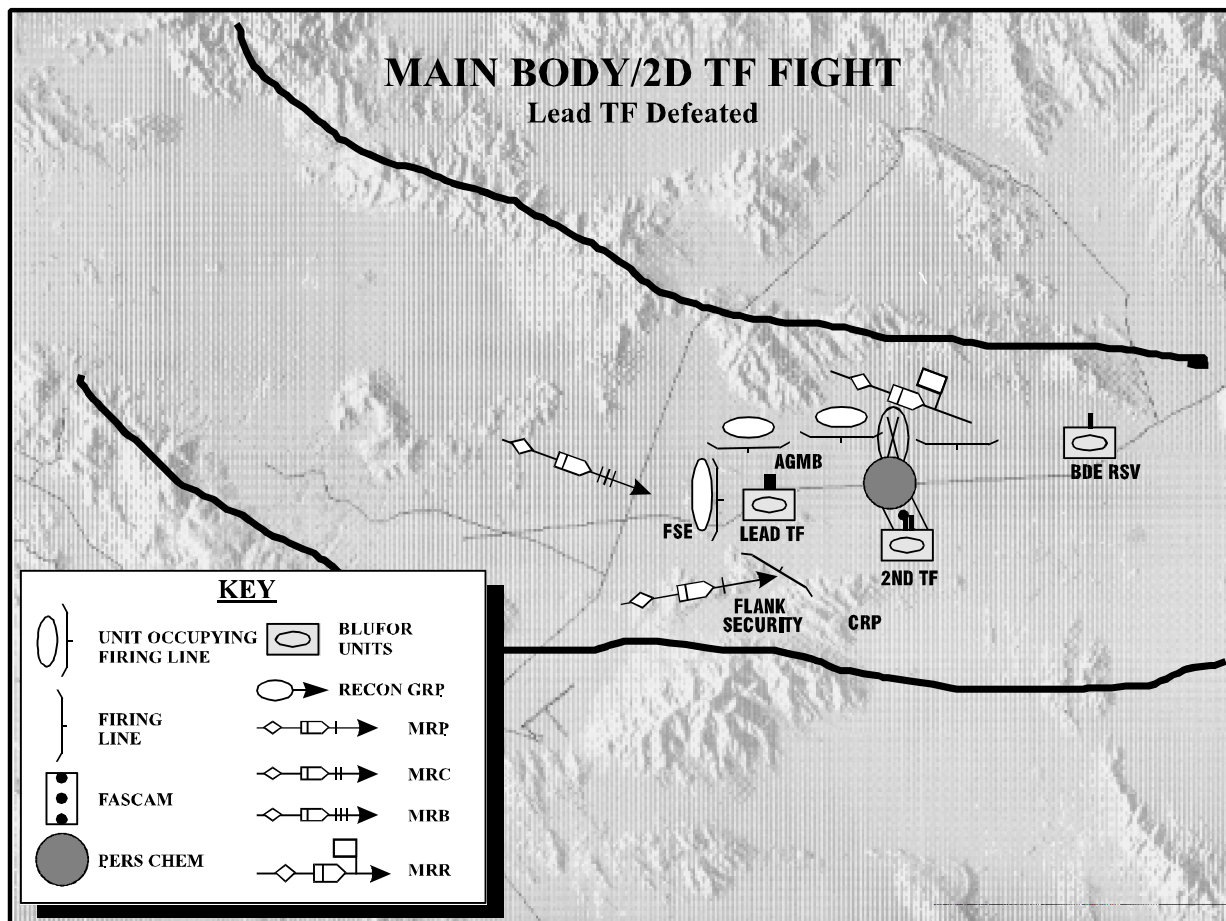 MAIN BODY/2D TF FIGHT
Lead TF Defeated
AGMB
BDE RSV
FSE
LEAD TF
2ND TF
FLANK
SECURITY
CRP
KEY
UNIT OCCUPYING
FIRING LINE
BLUFOR
UNITS
RECON GRP
FIRING
LINE
MRP
FASCAM
MRC
MRB
PERS CHEM
MRR